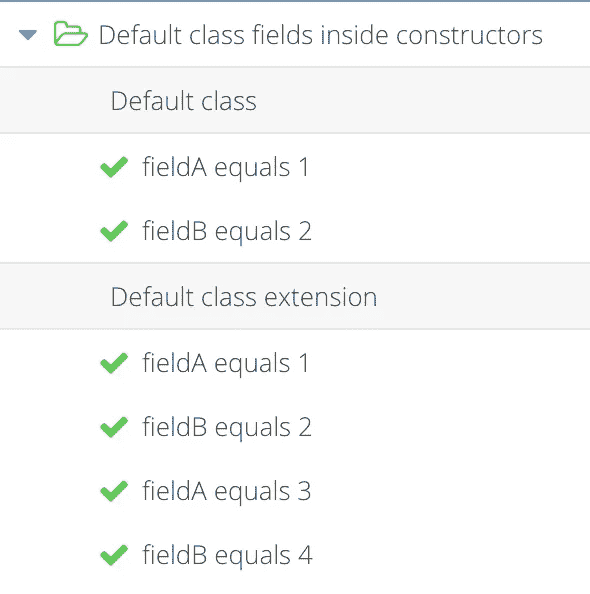 Default class fields inside constructors
Default class
fieldA equals 1
fieldB equals 2
Default class extension
fieldA equals 1
fieldB equals 2
fieldA equals 3
fieldB equals 4